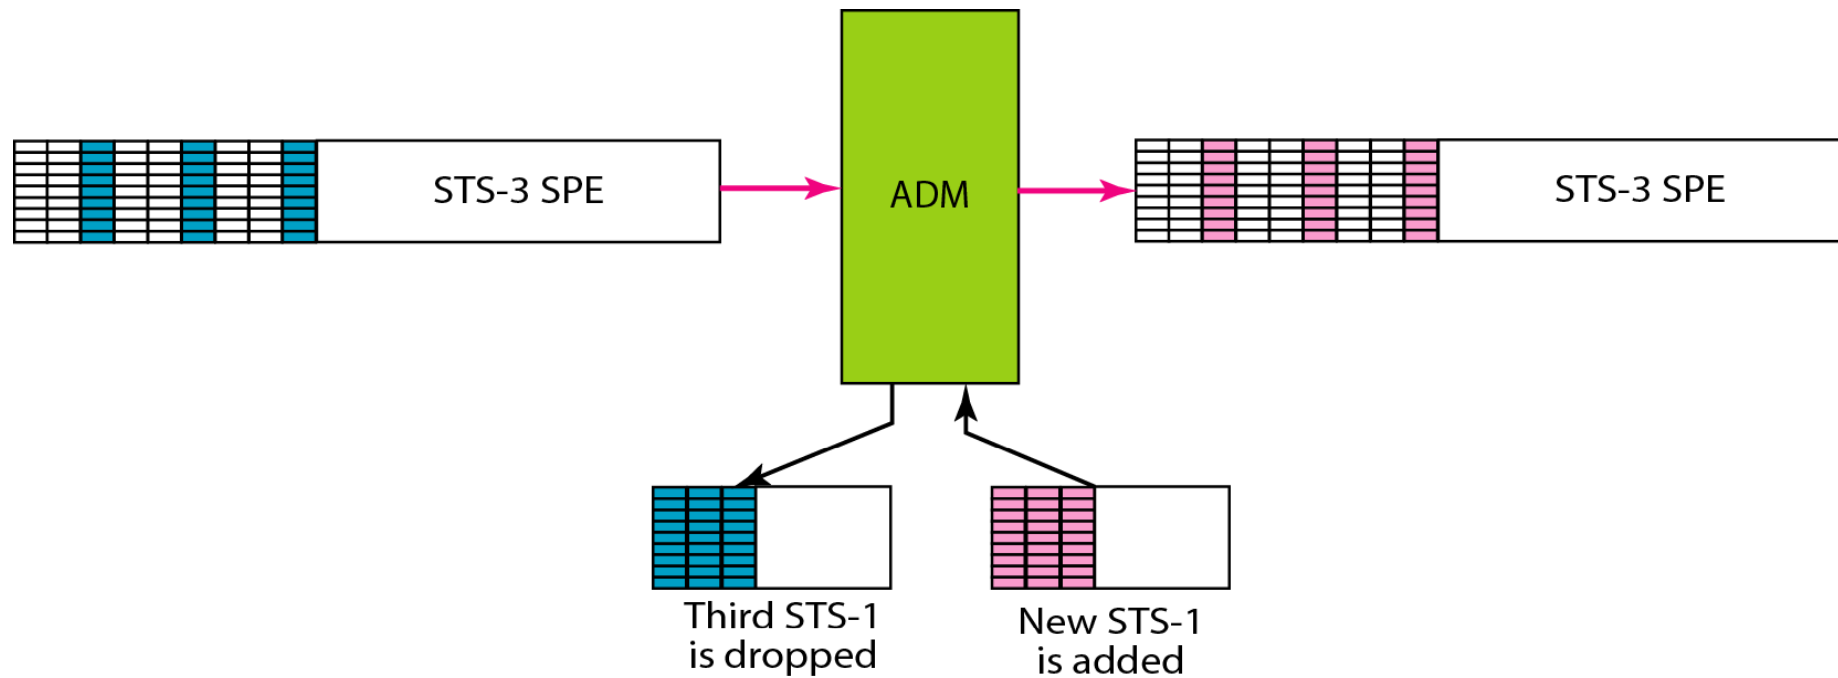 STS-3 SPE
ADM
STS-3 SPE
Third STS-1
is dropped
New STS-1
is added